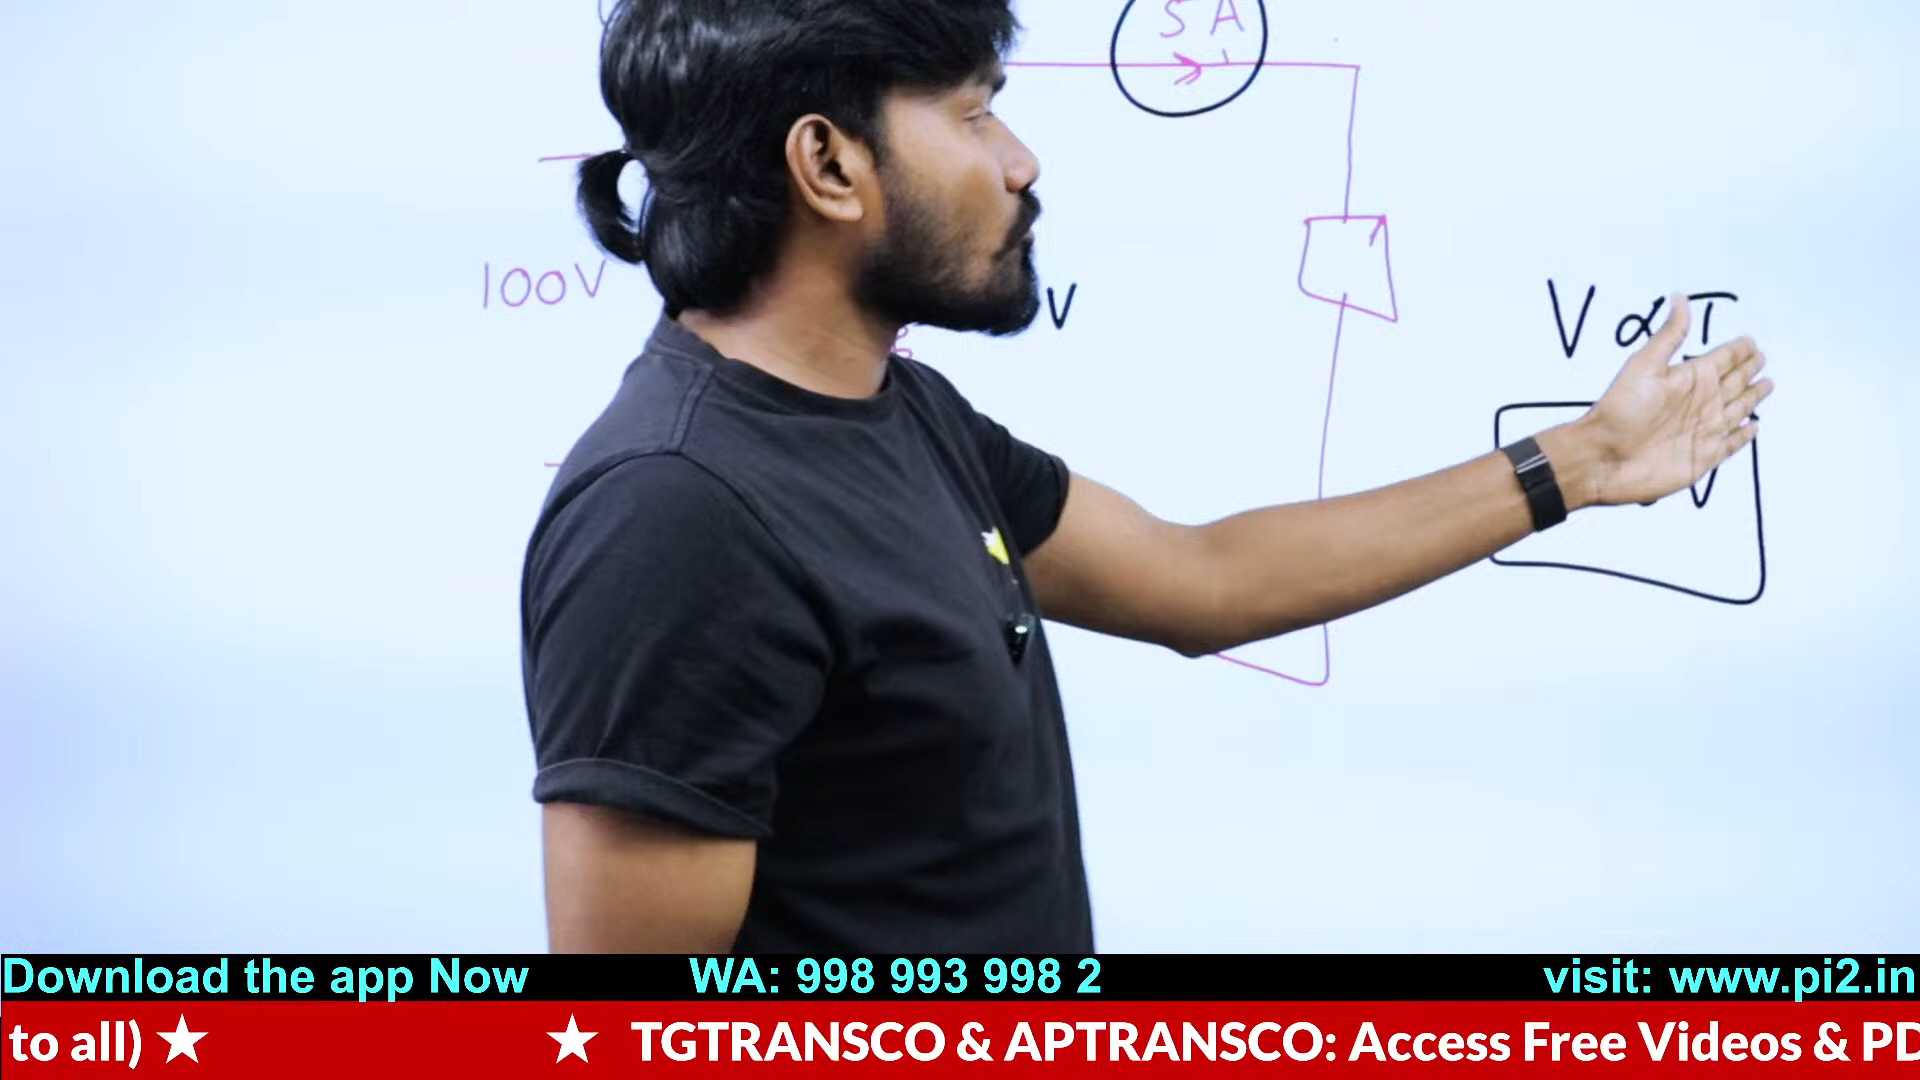 5 A
100V
V
V ∝ I
V
Download the app Now WA: 998 993 998 2 visit: www.pi2.in
to all) ★ ★ TGTRANSCO & APTRANSCO: Access Free Videos & PD